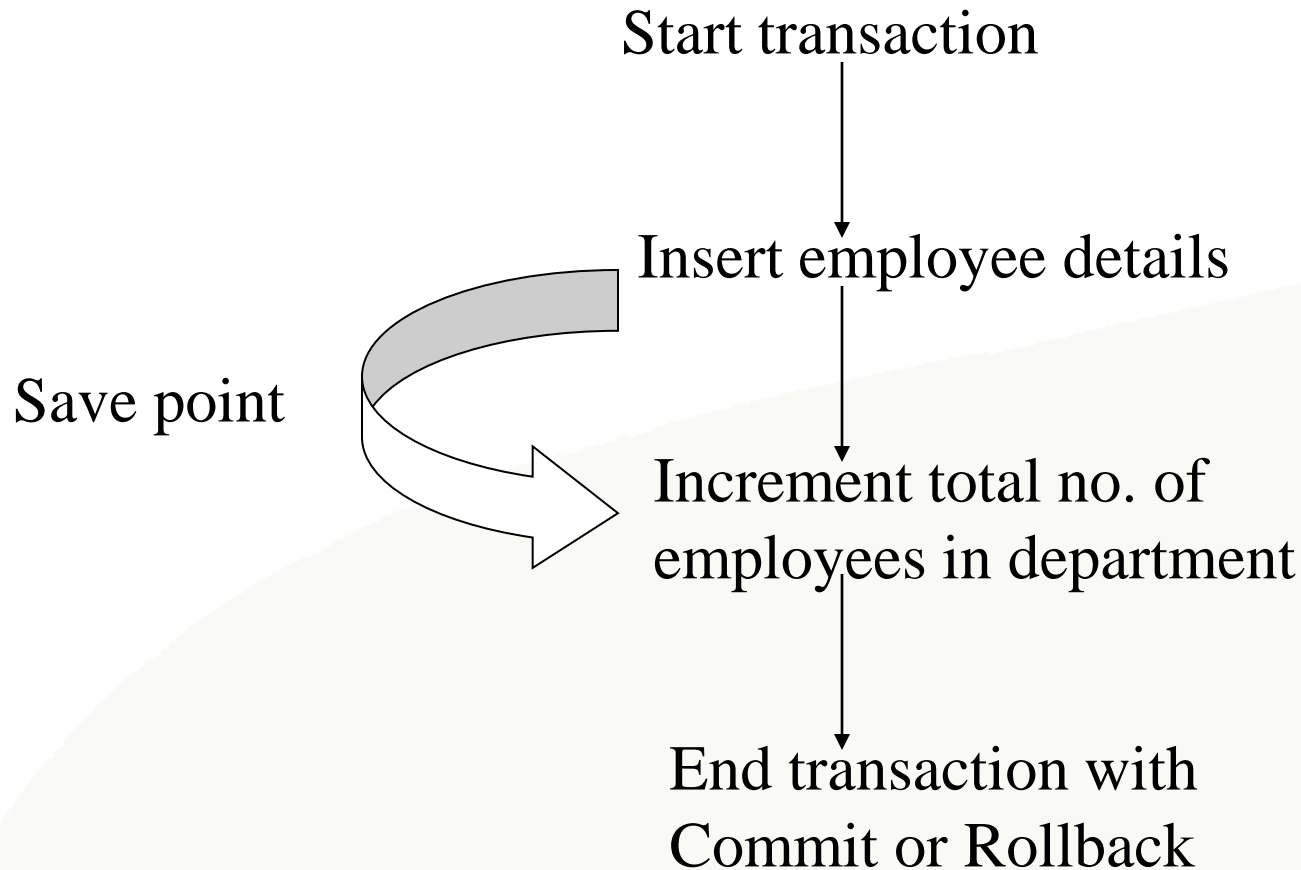 Start transaction
Insert employee details
Save point
Increment total no. of
employees in department
End transaction with
Commit or Rollback